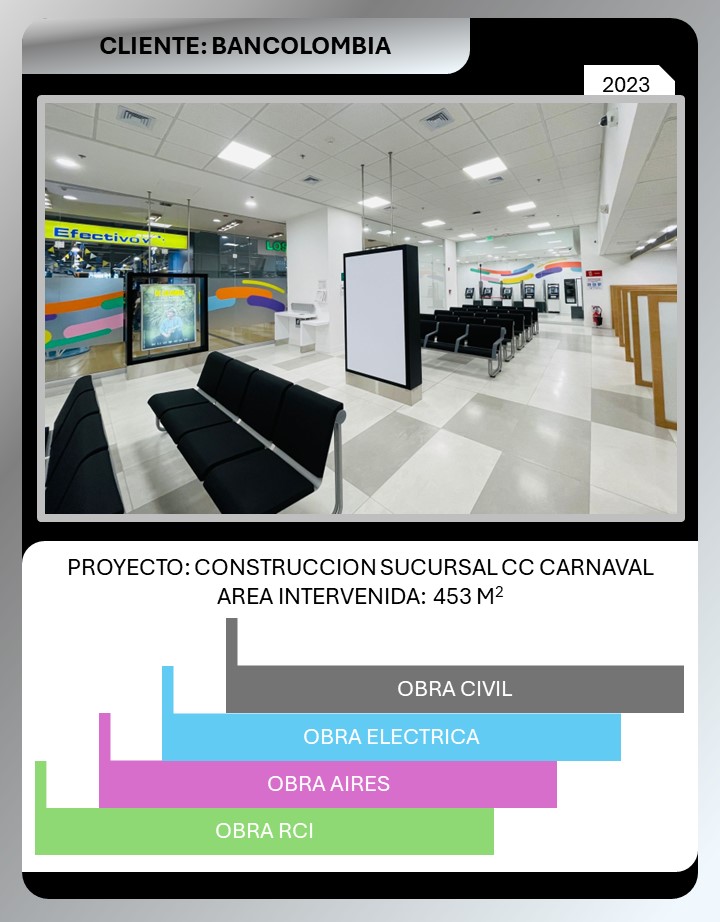 CLIENTE: BANCOLOMBIA
2023
Efectivo
PROYECTO: CONSTRUCCION SUCURSAL CC CARNAVAL
AREA INTERVENIDA: 453 M²
OBRA CIVIL
OBRA ELECTRICA
OBRA AIRES
OBRA RCI